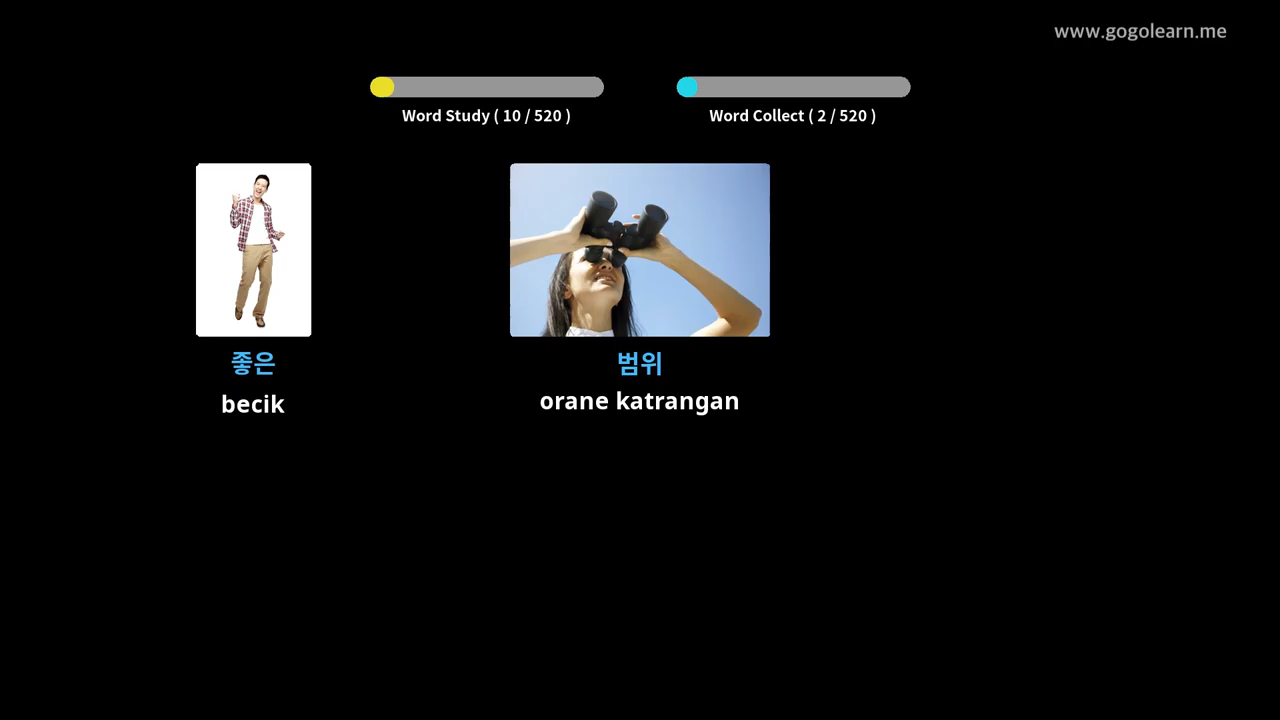 www.gogolearn.me
Word Study ( 10 / 520 )
Word Collect ( 2 / 520 )
좋은
becik
범위
orane katrangan